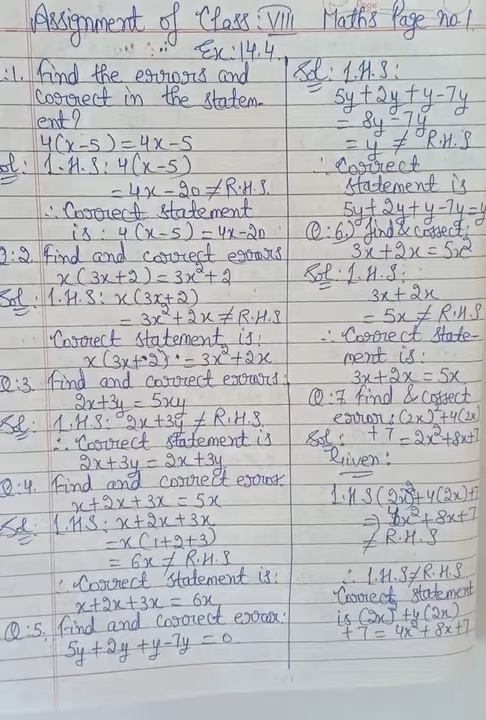 Assignment of Class: VIII Maths Page no. 1.
Ex: 14.4.
:1. Find the errors and
correct in the statem-
ent?
4(x-5) = 4x-5
ol: L.H.S: 4(x-5)
= 4x-20 ≠ R.H.S.
∴ Correct statement
is: 4(x-5) = 4x-20
Q:2. Find and correct errors
x(3x+2) = 3x²+2
Sol: L.H.S: x(3x+2)
= 3x²+2x ≠ R.H.S
Correct statement is:
x(3x+2) = 3x²+2x
Q:3. Find and correct errors:
2x+3y = 5xy
Sol: L.H.S: 2x+3y ≠ R.H.S.
∴ Correct statement is
2x+3y = 2x+3y
Q:4. Find and correct error:
x+2x+3x = 5x
Sol: L.H.S: x+2x+3x
=x(1+2+3)
= 6x ≠ R.H.S
∴ Correct statement is:
x+2x+3x = 6x
Q:5. Find and correct error:
5y+2y+y-7y = 0
Sol: L.H.S:
5y+2y+y-7y
= 8y-7y
= y ≠ R.H.S
∴ Correct
statement is
5y+2y+y-7y=y
Q:6.) find & correct:
3x+2x = 5x²
Sol: L.H.S:
3x+2x
= 5x ≠ R.H.S
∴ Correct state-
ment is:
3x+2x = 5x
Q:7 find & correct
error: (2x)²+4(2x)
+7 = 2x²+8x+7
Sol:
Given:
L.H.S (2x)²+4(2x)+7
=) 4x²+8x+7
≠ R.H.S
∴ L.H.S≠R.H.S
Correct statement
is (2x)²+4(2x)
+7 = 4x²+8x+7